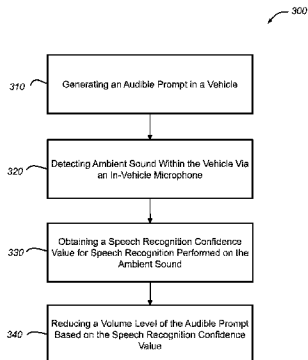 300
310
Generating an Audible Prompt in a Vehicle
320
Detecting Ambient Sound Within the Vehicle Via
an In-Vehicle Microphone
330
Obtaining a Speech Recognition Confidence
Value for Speech Recognition Performed on the
Ambient Sound
340
Reducing a Volume Level of the Audible Prompt
Based on the Speech Recognition Confidence
Value